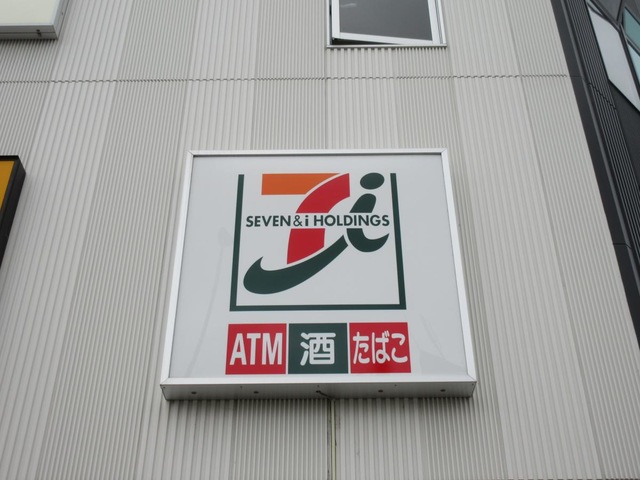 SEVEN & i HOLDINGS
ATM 酒 たばこ